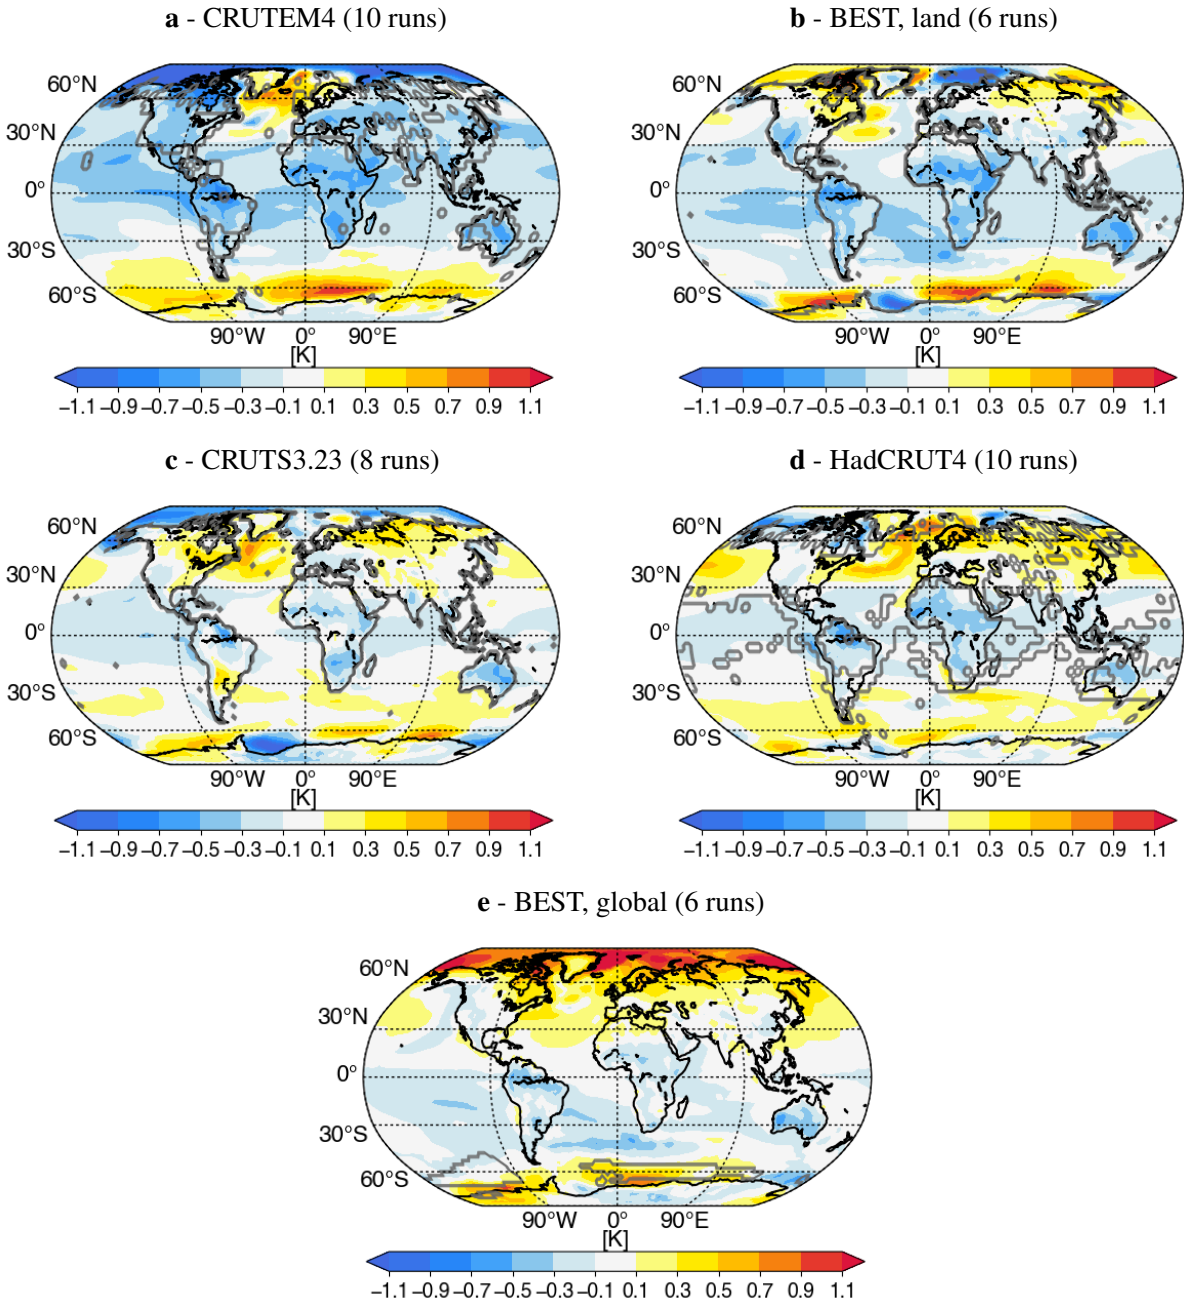 a - CRUTEM4 (10 runs)
b - BEST, land (6 runs)
60°N
30°N
0°
30°S
60°S
90°W 0° 90°E
[K]
−1.1 −0.9 −0.7 −0.5 −0.3 −0.1 0.1 0.3 0.5 0.7 0.9 1.1
60°N
30°N
0°
30°S
60°S
90°W 0° 90°E
[K]
−1.1 −0.9 −0.7 −0.5 −0.3 −0.1 0.1 0.3 0.5 0.7 0.9 1.1
c - CRUTS3.23 (8 runs)
d - HadCRUT4 (10 runs)
60°N
30°N
0°
30°S
60°S
90°W 0° 90°E
[K]
−1.1 −0.9 −0.7 −0.5 −0.3 −0.1 0.1 0.3 0.5 0.7 0.9 1.1
60°N
30°N
0°
30°S
60°S
90°W 0° 90°E
[K]
−1.1 −0.9 −0.7 −0.5 −0.3 −0.1 0.1 0.3 0.5 0.7 0.9 1.1
e - BEST, global (6 runs)
60°N
30°N
0°
30°S
60°S
90°W 0° 90°E
[K]
−1.1 −0.9 −0.7 −0.5 −0.3 −0.1 0.1 0.3 0.5 0.7 0.9 1.1